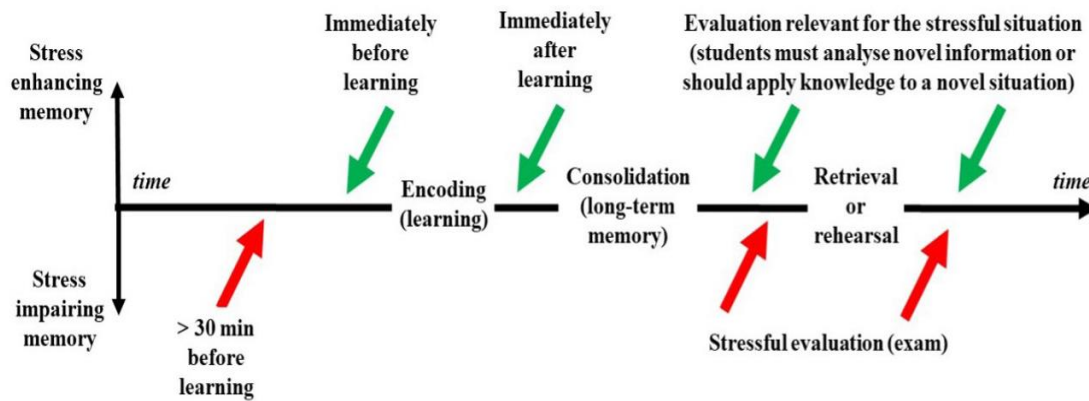 Stress
enhancing
memory
Immediately
before
learning
Immediately
after
learning
Evaluation relevant for the stressful situation
(students must analyse novel information or
should apply knowledge to a novel situation)
time
Encoding
(learning)
Consolidation
(long-term
memory)
Retrieval
or
rehearsal
time
Stress
impairing
memory
> 30 min
before
learning
Stressful evaluation (exam)